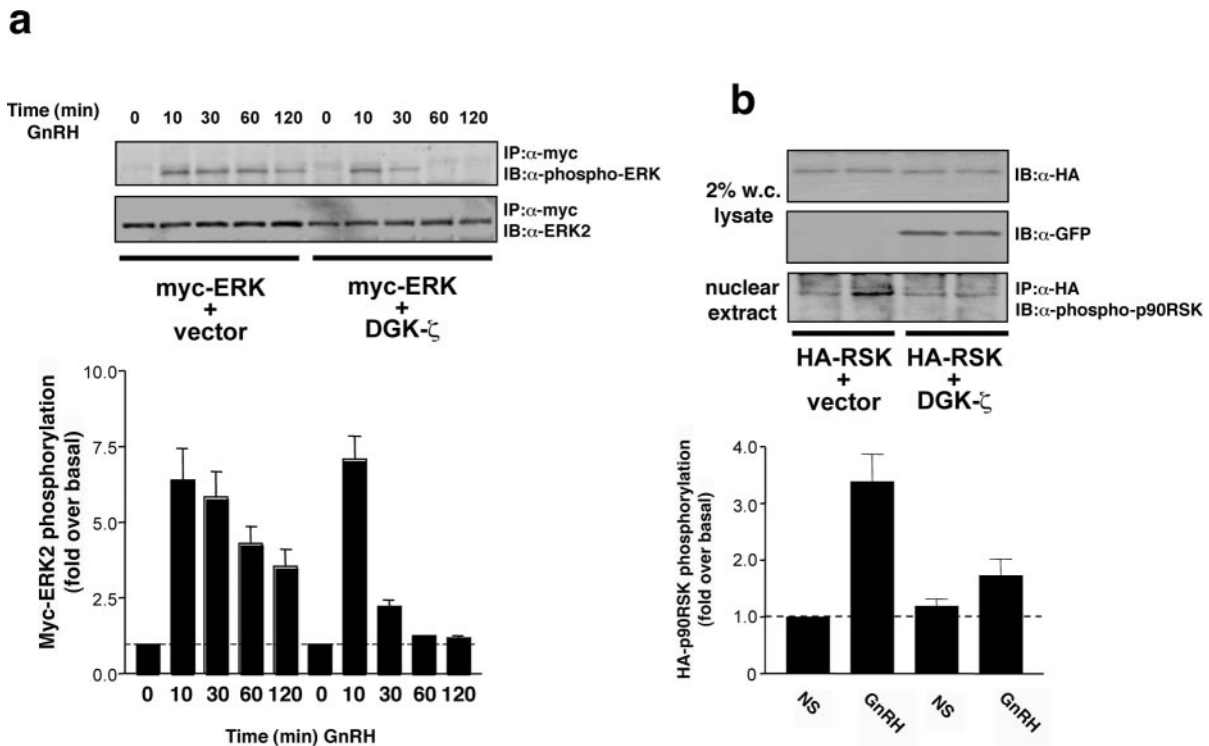 a
Time (min) 0 10 30 60 120 0 10 30 60 120
GnRH
IP:α-myc
IB:α-phospho-ERK
IP:α-myc
IB:α-ERK2
myc-ERK
+
vector
myc-ERK
+
DGK-ζ
Myc-ERK2 phosphorylation
(fold over basal)
10.0
7.5
5.0
2.5
0.0
0 10 30 60 120 0 10 30 60 120
Time (min) GnRH
b
2% w.c.
lysate
IB:α-HA
IB:α-GFP
nuclear
extract
IP:α-HA
IB:α-phospho-p90RSK
HA-RSK
+
vector
HA-RSK
+
DGK-ζ
HA-p90RSK phosphorylation
(fold over basal)
4.0
3.0
2.0
1.0
0
NS GnRH NS GnRH